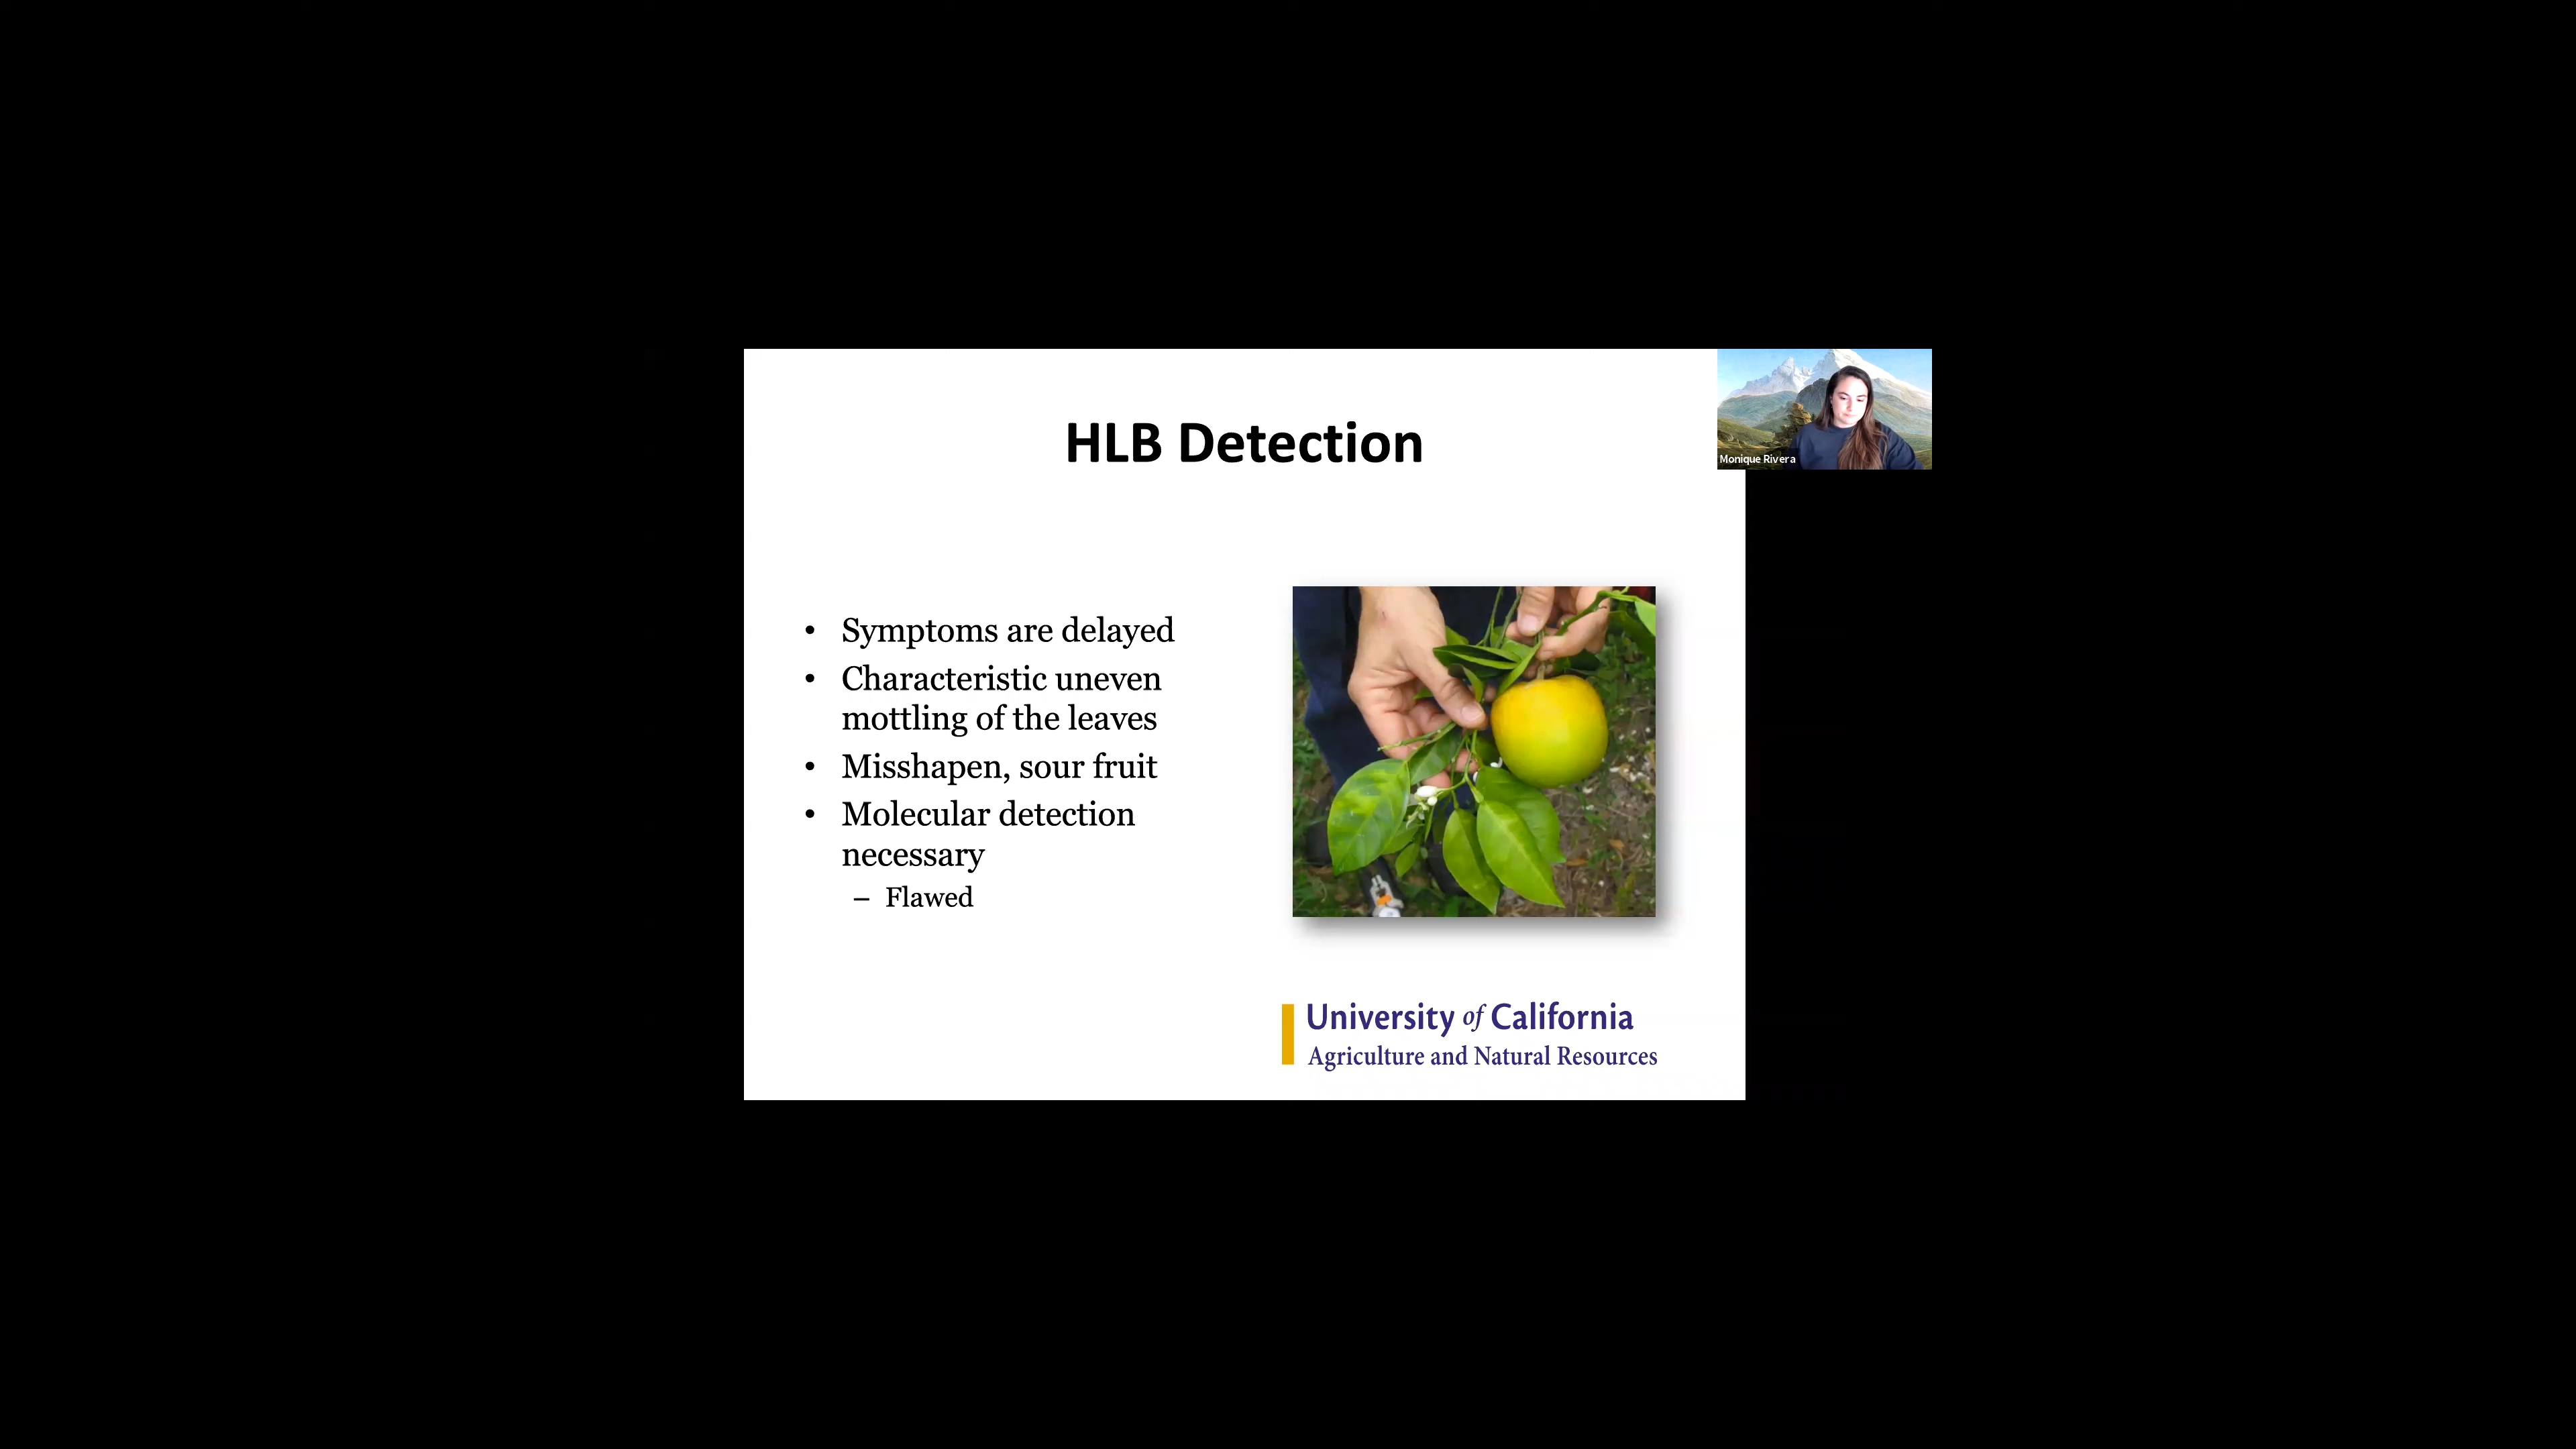 HLB Detection
Monique Rivera
• Symptoms are delayed
• Characteristic uneven
mottling of the leaves
• Misshapen, sour fruit
• Molecular detection
necessary
– Flawed
University of California
Agriculture and Natural Resources